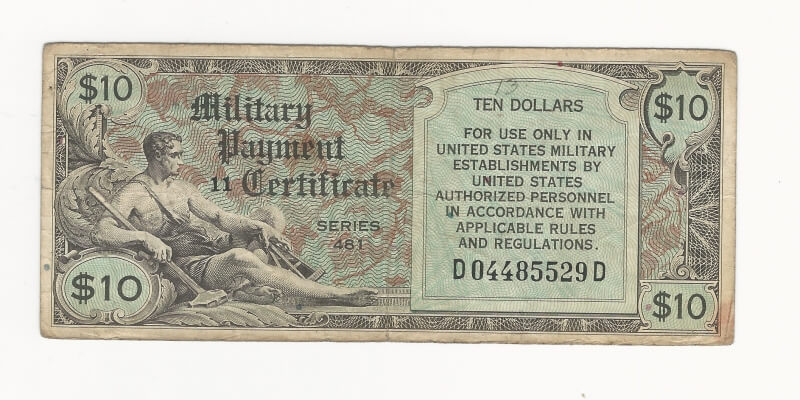 $10
Military
Payment
11 Certificate
SERIES
461
$10
13
TEN DOLLARS
FOR USE ONLY IN
UNITED STATES MILITARY
ESTABLISHMENTS BY
UNITED STATES
AUTHORIZED PERSONNEL
IN ACCORDANCE WITH
APPLICABLE RULES
AND REGULATIONS.
D04485529D
$10
$10